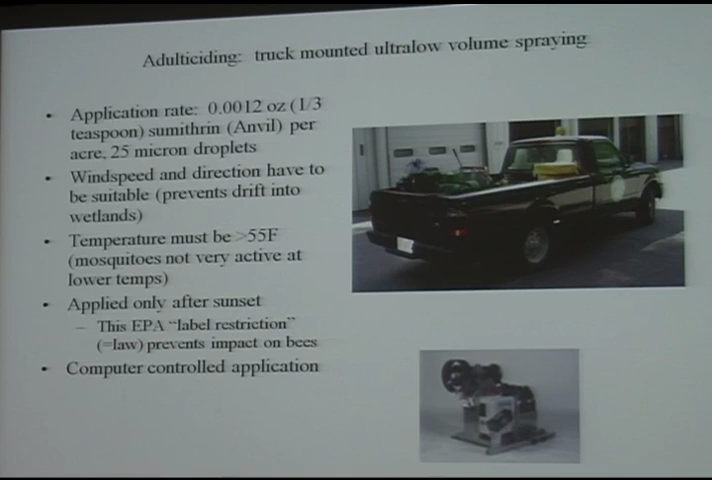 Adulticiding: truck mounted ultralow volume spraying
• Application rate: 0.0012 oz (1/3
teaspoon) sumithrin (Anvil) per
acre, 25 micron droplets
• Windspeed and direction have to
be suitable (prevents drift into
wetlands)
• Temperature must be >55F
(mosquitoes not very active at
lower temps)
• Applied only after sunset
– This EPA “label restriction”
(=law) prevents impact on bees
• Computer controlled application